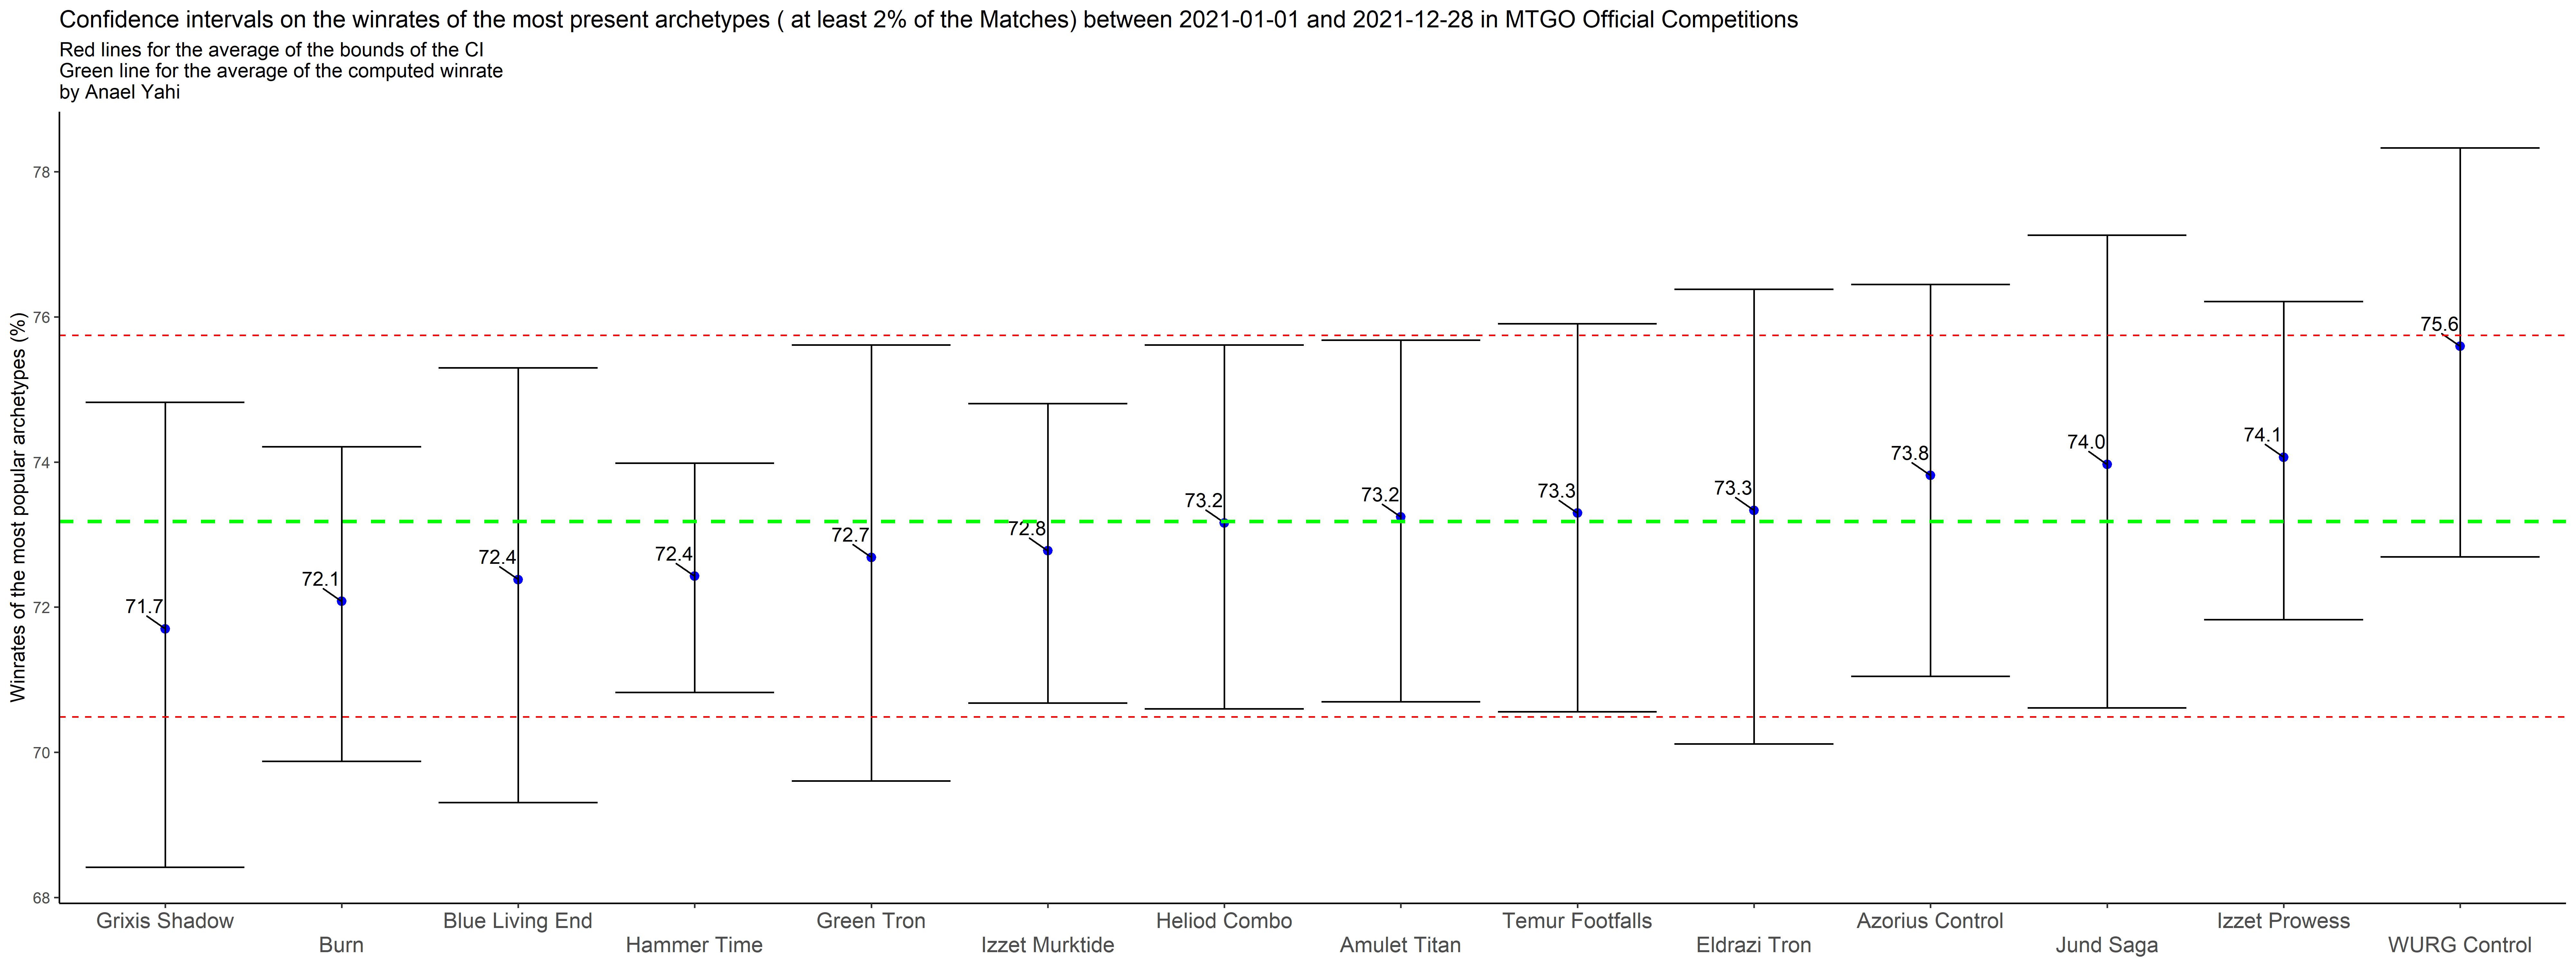 Confidence intervals on the winrates of the most present archetypes ( at least 2% of the Matches) between 2021-01-01 and 2021-12-28 in MTGO Official Competitions
Red lines for the average of the bounds of the CI
Green line for the average of the computed winrate
by Anael Yahi
Winrates of the most popular archetypes (%)
78
76
74
72
70
68
71.7
72.1
72.4
72.4
72.7
72.8
73.2
73.2
73.3
73.3
73.8
74.0
74.1
75.6
Grixis Shadow
Burn
Blue Living End
Hammer Time
Green Tron
Izzet Murktide
Heliod Combo
Amulet Titan
Temur Footfalls
Eldrazi Tron
Azorius Control
Jund Saga
Izzet Prowess
WURG Control